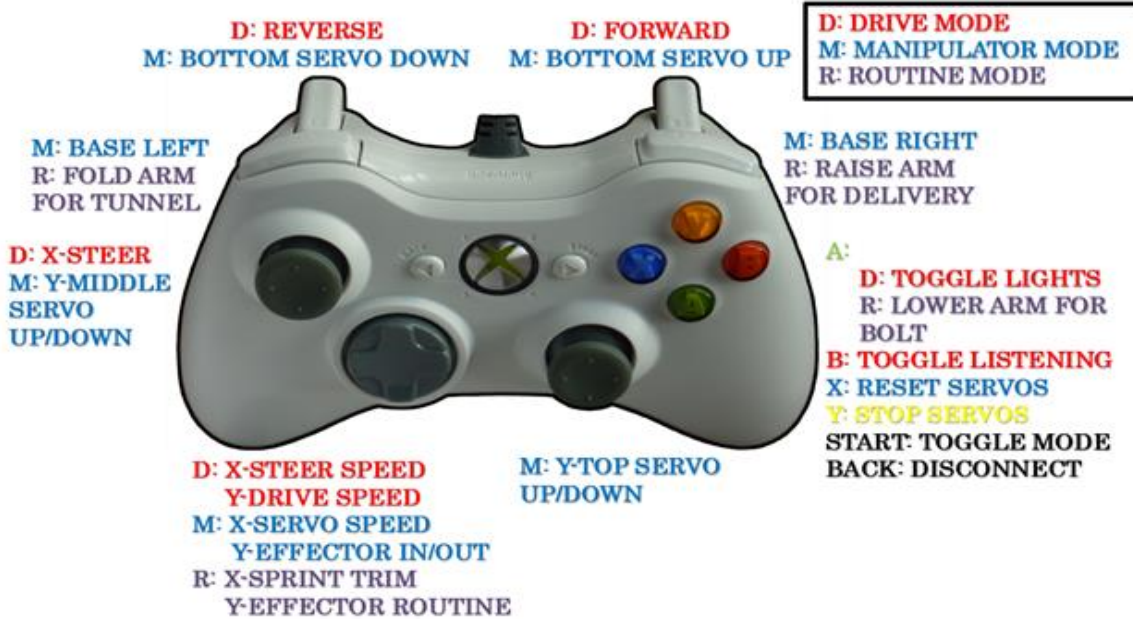 D: REVERSE
M: BOTTOM SERVO DOWN
D: FORWARD
M: BOTTOM SERVO UP
D: DRIVE MODE
M: MANIPULATOR MODE
R: ROUTINE MODE
M: BASE LEFT
R: FOLD ARM
FOR TUNNEL
M: BASE RIGHT
R: RAISE ARM
FOR DELIVERY
D: X-STEER
M: Y-MIDDLE
SERVO
UP/DOWN
Y
X
B
A
A:
D: TOGGLE LIGHTS
R: LOWER ARM FOR
BOLT
B: TOGGLE LISTENING
X: RESET SERVOS
Y: STOP SERVOS
START: TOGGLE MODE
BACK: DISCONNECT
D: X-STEER SPEED
Y-DRIVE SPEED
M: X-SERVO SPEED
Y-EFFECTOR IN/OUT
R: X-SPRINT TRIM
Y-EFFECTOR ROUTINE
M: Y-TOP SERVO
UP/DOWN